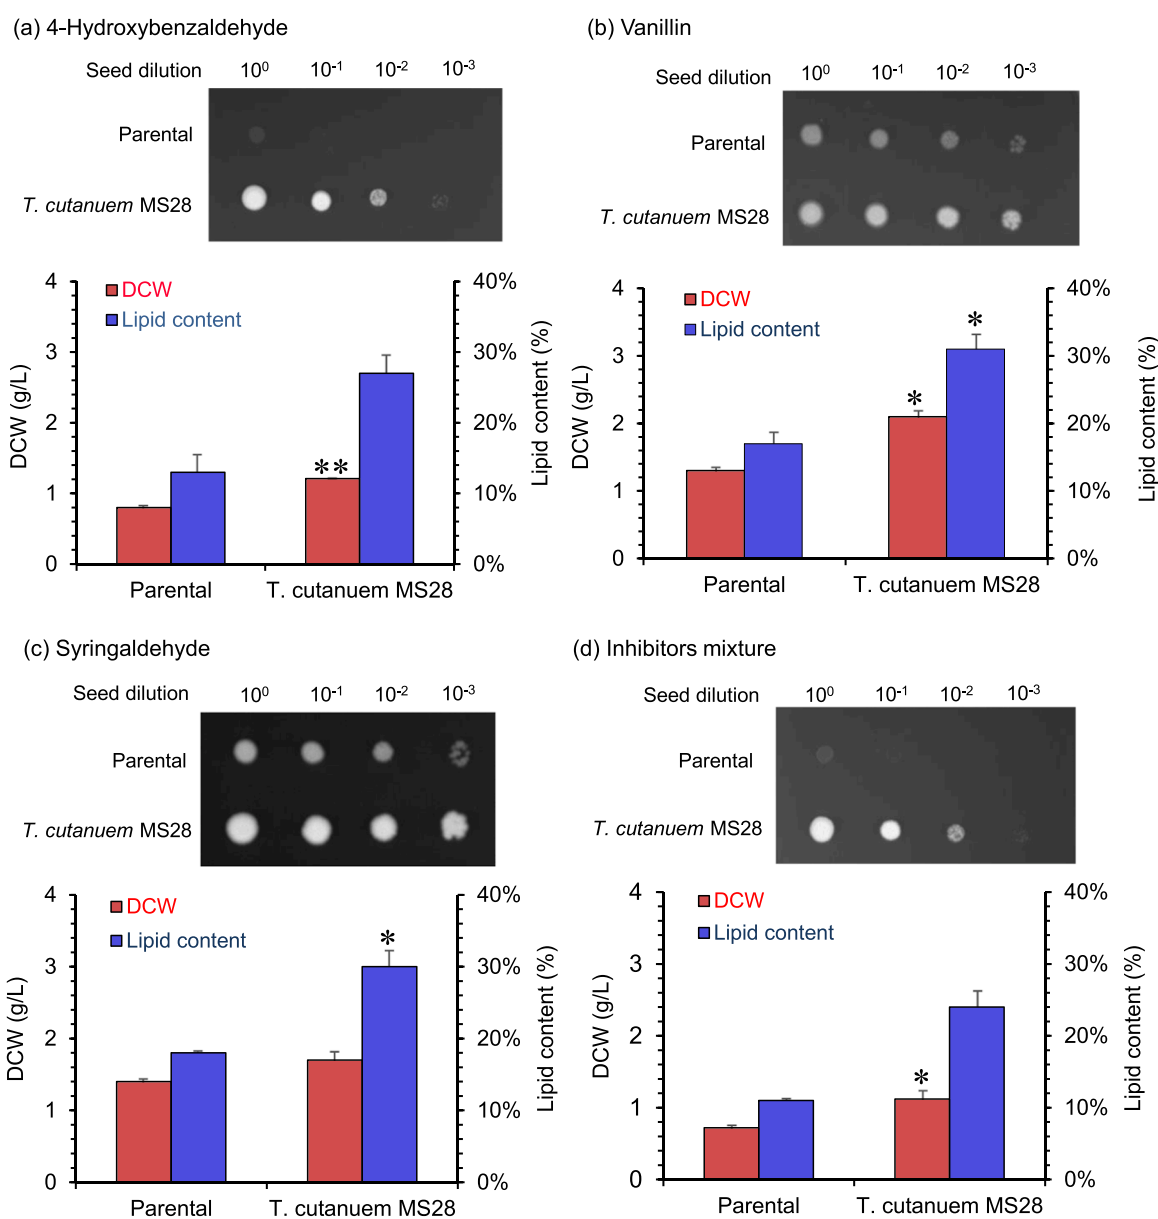 (a) 4-Hydroxybenzaldehyde
Seed dilution 10⁰ 10⁻¹ 10⁻² 10⁻³
Parental
T. cutanuem MS28
DCW
Lipid content
4
3
2
1
0
DCW (g/L)
40%
30%
20%
10%
0%
Lipid content (%)
**
Parental T. cutanuem MS28
(b) Vanillin
Seed dilution 10⁰ 10⁻¹ 10⁻² 10⁻³
Parental
T. cutanuem MS28
DCW
Lipid content
4
3
2
1
0
DCW (g/L)
40%
30%
20%
10%
0%
Lipid content (%)
*
*
Parental T. cutanuem MS28
(c) Syringaldehyde
Seed dilution 10⁰ 10⁻¹ 10⁻² 10⁻³
Parental
T. cutanuem MS28
DCW
Lipid content
4
3
2
1
0
DCW (g/L)
40%
30%
20%
10%
0%
Lipid content (%)
*
Parental T. cutanuem MS28
(d) Inhibitors mixture
Seed dilution 10⁰ 10⁻¹ 10⁻² 10⁻³
Parental
T. cutanuem MS28
DCW
Lipid content
4
3
2
1
0
DCW (g/L)
40%
30%
20%
10%
0%
Lipid content (%)
*
Parental T. cutanuem MS28